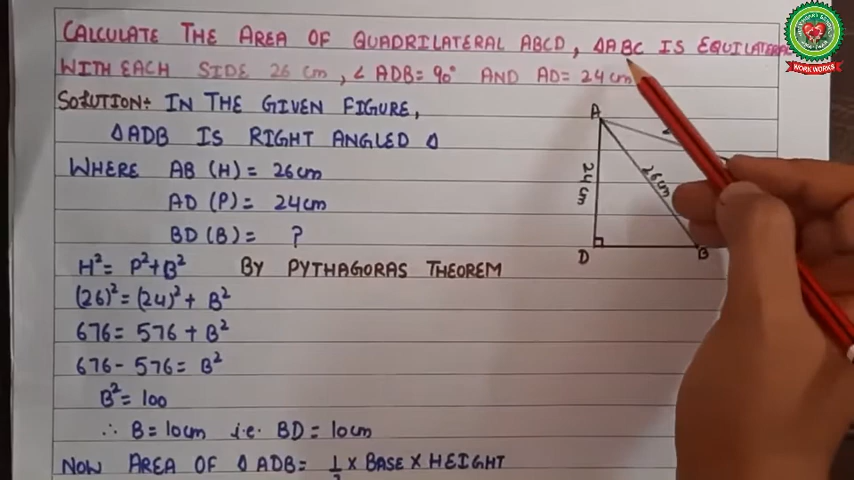 CALCULATE THE AREA OF QUADRILATERAL ABCD, ΔABC IS EQUILATERAL
WITH EACH SIDE 26 cm, ∠ADB=90° AND AD= 24 cm
SOLUTION÷ IN THE GIVEN FIGURE,
ΔADB IS RIGHT ANGLED Δ
WHERE AB (H) = 26cm
AD (P) = 24cm
BD (B) = ?
H²= P²+B² BY PYTHAGORAS THEOREM
(26)²=(24)²+ B²
676= 576 + B²
676- 576= B²
B²= 100
∴ B= 10cm i.e. BD= 10cm
NOW AREA OF Δ ADB= 1/2 X BASE X HEIGHT
A
24 cm
26cm
D
B
WORK WORKS